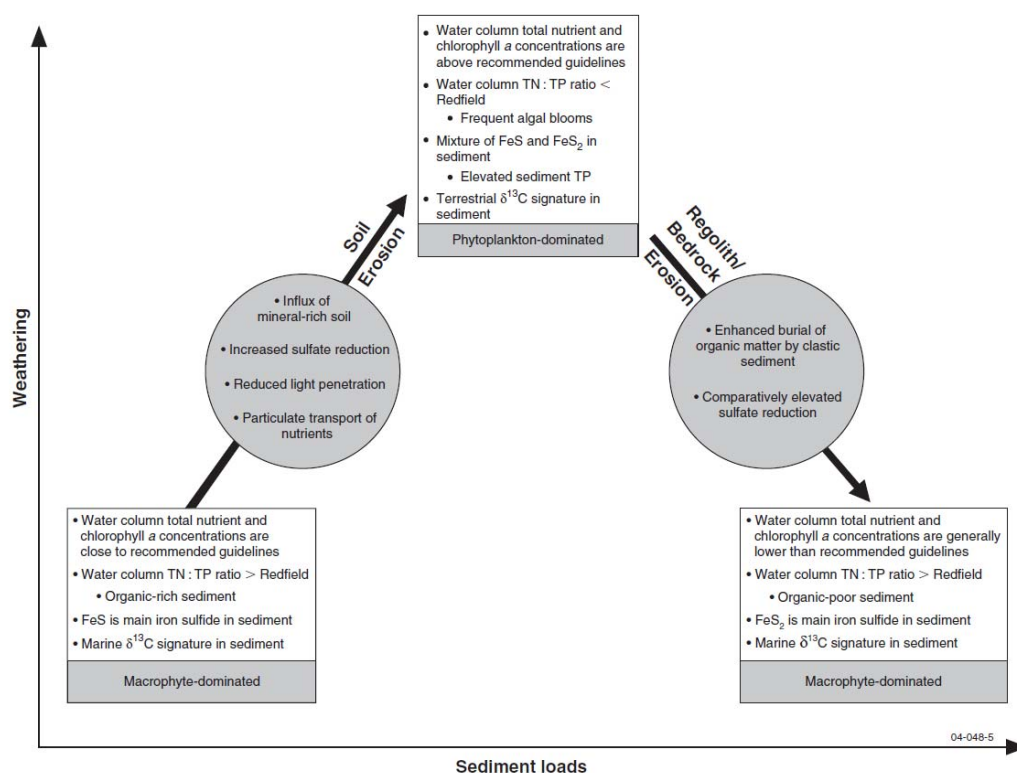 Weathering
• Water column total nutrient and
chlorophyll a concentrations are
above recommended guidelines
• Water column TN : TP ratio <
Redfield
• Frequent algal blooms
• Mixture of FeS and FeS₂ in
sediment
• Elevated sediment TP
• Terrestrial δ¹³C signature in
sediment
Phytoplankton-dominated
Soil
Erosion
Regolith/
Bedrock
Erosion
• Influx of
mineral-rich soil
• Increased sulfate reduction
• Reduced light penetration
• Particulate transport of
nutrients
• Enhanced burial of
organic matter by clastic
sediment
• Comparatively elevated
sulfate reduction
• Water column total nutrient and
chlorophyll a concentrations are
close to recommended guidelines
• Water column TN : TP ratio > Redfield
• Organic-rich sediment
• FeS is main iron sulfide in sediment
• Marine δ¹³C signature in sediment
Macrophyte-dominated
• Water column total nutrient and
chlorophyll a concentrations are generally
lower than recommended guidelines
• Water column TN : TP ratio > Redfield
• Organic-poor sediment
• FeS₂ is main iron sulfide in sediment
• Marine δ¹³C signature in sediment
Macrophyte-dominated
04-048-5
Sediment loads